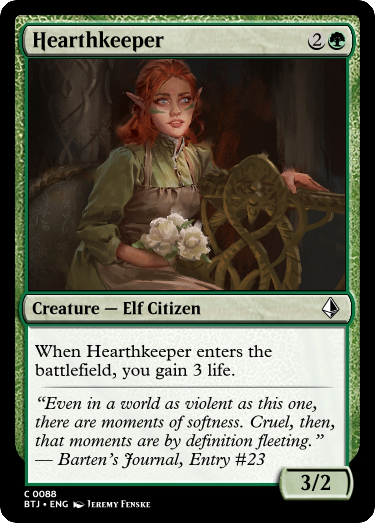 Hearthkeeper 2
Creature — Elf Citizen
When Hearthkeeper enters the
battlefield, you gain 3 life.
“Even in a world as violent as this one,
there are moments of softness. Cruel, then,
that moments are by definition fleeting.”
— Barten’s Journal, Entry #23
3/2
C 0088
BTJ • ENG Jeremy Fenske